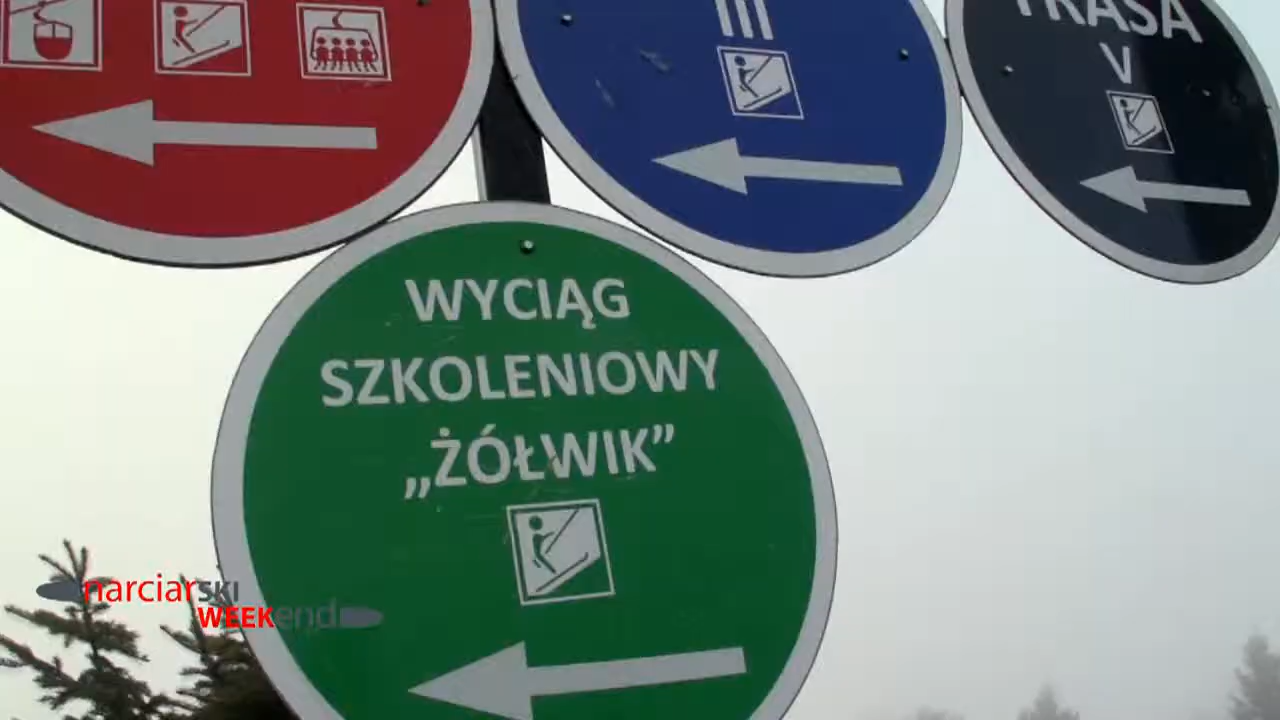 III
TRASA
V
WYCIĄG
SZKOLENIOWY
„ŻÓŁWIK”
narciarSKI
WEEKend